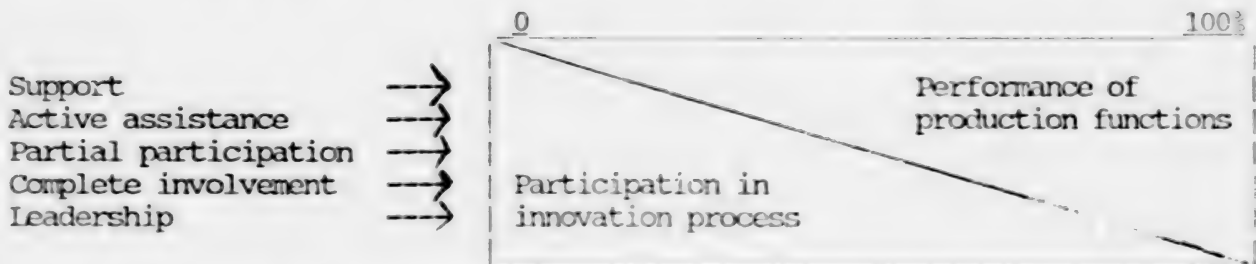 0 100%
Support
Active assistance
Partial participation
Complete involvement
Leadership
Performance of
production functions
Participation in
innovation process